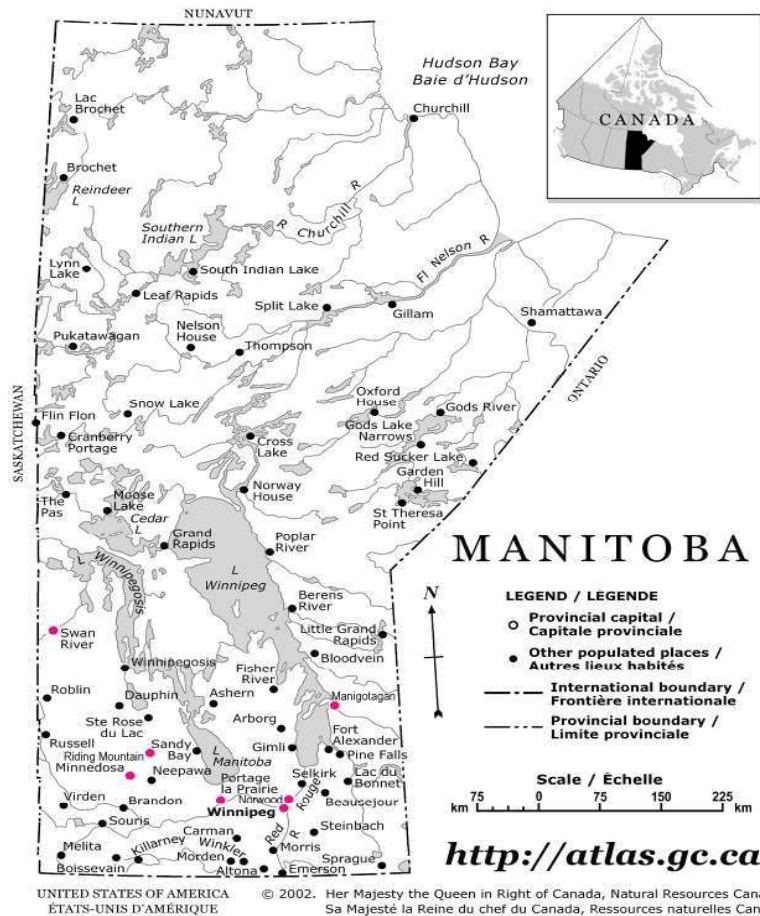 NUNAVUT
Hudson Bay
Baie d'Hudson
CANADA
Lac
Brochet
Churchill
Brochet
Reindeer
L
Southern
Indian L
R Churchill R
Lynn
Lake
South Indian Lake
Leaf Rapids
Fl Nelson R
Split Lake
Gillam
Shamattawa
Pukatawagan
Nelson
House
Thompson
ONTARIO
SASKATCHEWAN
Snow Lake
Oxford
House
Gods River
Flin Flon
Cranberry
Portage
Cross
Lake
Gods Lake
Narrows
Red Sucker Lake
Garden
Hill
Norway
House
St Theresa
Point
The
Pas
Moose
Lake
Cedar
L
Grand
Rapids
Poplar
River
L Winnipegosis
L
Winnipeg
Berens
River
Little Grand
Rapids
Swan
River
Bloodvein
Winnipegosis
Fisher
River
Roblin
Dauphin
Ashern
Manigotagan
Ste Rose
du Lac
Arborg
Fort
Alexander
Russell
Riding Mountain
Sandy
Bay
L
Manitoba
Gimli
Pine Falls
Minnedosa
Neepawa
Portage
la Prairie
Selkirk
Lac du
Bonnet
Norwood
Virden
Brandon
Winnipeg
Red Rouge R
Beausejour
Souris
Carman
Steinbach
Melita
Killarney
Winkler
Morris
Boissevain
Morden
Altona
Emerson
Sprague
MANITOBA
LEGEND / LÉGENDE
Provincial capital /
Capitale provinciale
Other populated places /
Autres lieux habités
International boundary /
Frontière internationale
Provincial boundary /
Limite provinciale
N
Scale / Échelle
km 75 0 75 150 225 km
http://atlas.gc.ca
UNITED STATES OF AMERICA
ÉTATS-UNIS D'AMÉRIQUE
© 2002. Her Majesty the Queen in Right of Canada, Natural Resources Cana
Sa Majesté la Reine du chef du Canada, Ressources naturelles Can